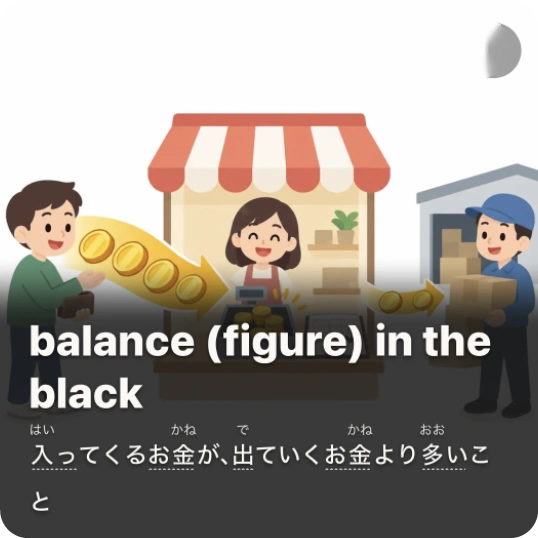 balance (figure) in the
black
はい かね で かね おお
入ってくるお金が、出ていくお金より多いこ
と